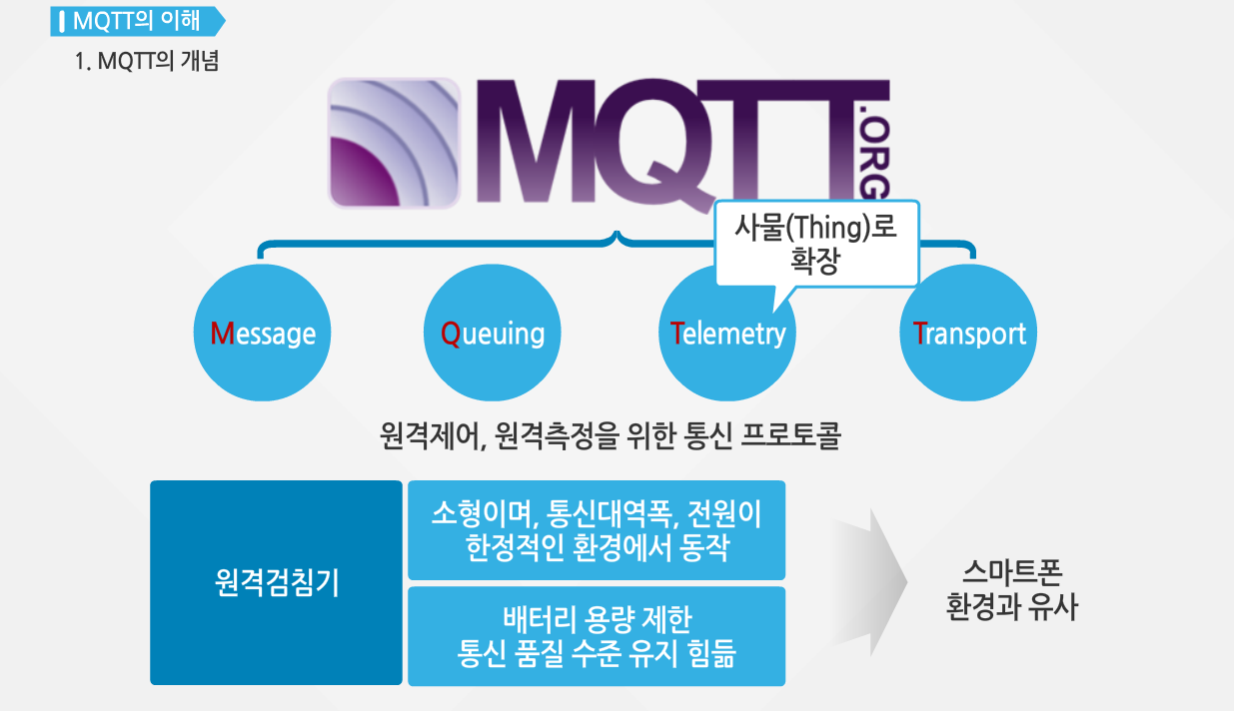 MQTT의 이해
1. MQTT의 개념
MQTT
.ORG
사물(Thing)로
확장
Message
Queuing
Telemetry
Transport
원격제어, 원격측정을 위한 통신 프로토콜
원격검침기
소형이며, 통신대역폭, 전원이
한정적인 환경에서 동작
배터리 용량 제한
통신 품질 수준 유지 힘듦
스마트폰
환경과 유사